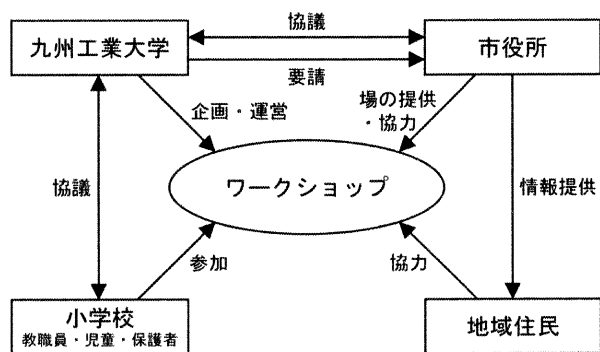 協議
九州工業大学
市役所
要請
企画・運営
場の提供
・協力
協議
ワークショップ
情報提供
参加
協力
小学校
教職員・児童・保護者
地域住民